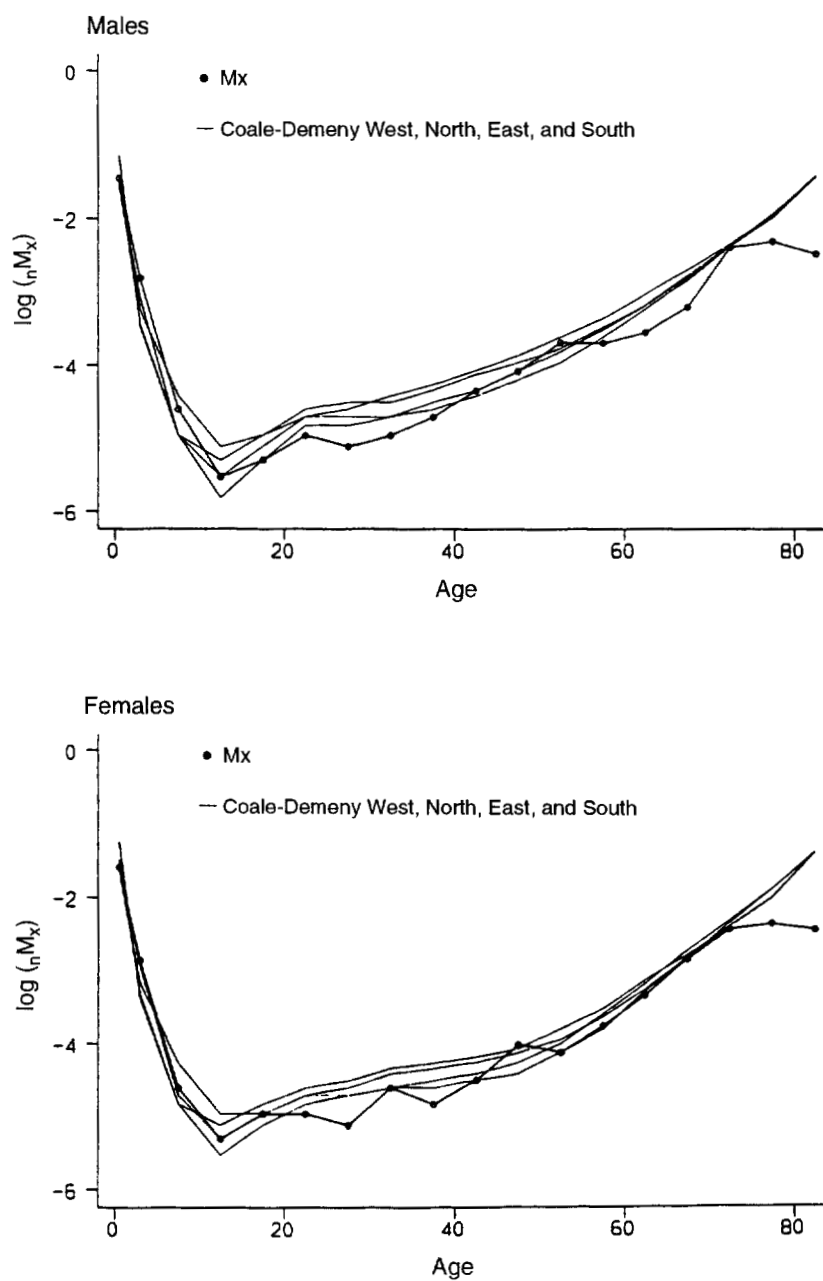 Males
0
● Mx
— Coale-Demeny West, North, East, and South
−2
log (ₙMₓ)
−4
−6
0 20 40 60 80
Age
Females
0
● Mx
— Coale-Demeny West, North, East, and South
−2
log (ₙMₓ)
−4
−6
0 20 40 60 80
Age